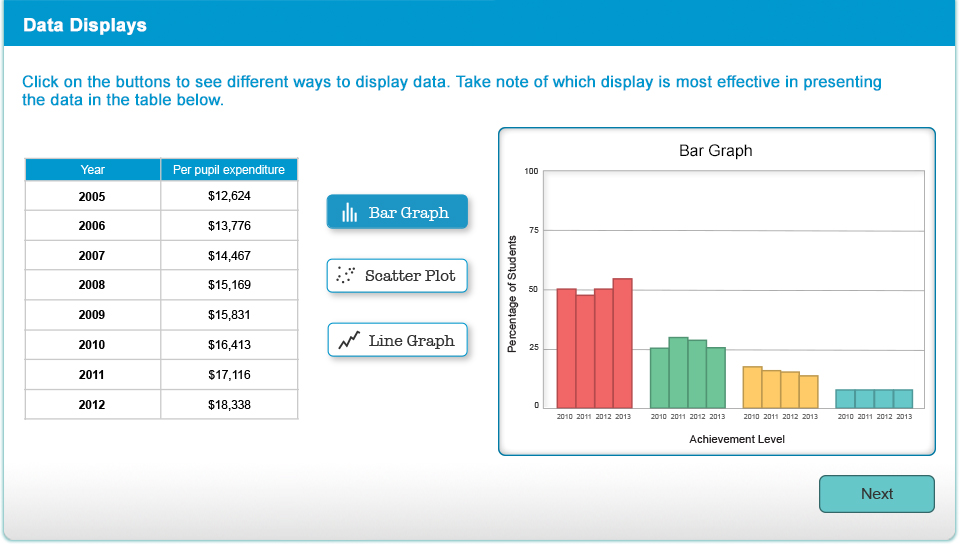 Data Displays
Click on the buttons to see different ways to display data. Take note of which display is most effective in presenting
the data in the table below.
Year Per pupil expenditure
2005 $12,624
2006 $13,776
2007 $14,467
2008 $15,169
2009 $15,831
2010 $16,413
2011 $17,116
2012 $18,338
Bar Graph
Scatter Plot
Line Graph
Bar Graph
Percentage of Students
100
75
50
25
0
2010 2011 2012 2013 2010 2011 2012 2013 2010 2011 2012 2013 2010 2011 2012 2013
Achievement Level
Next